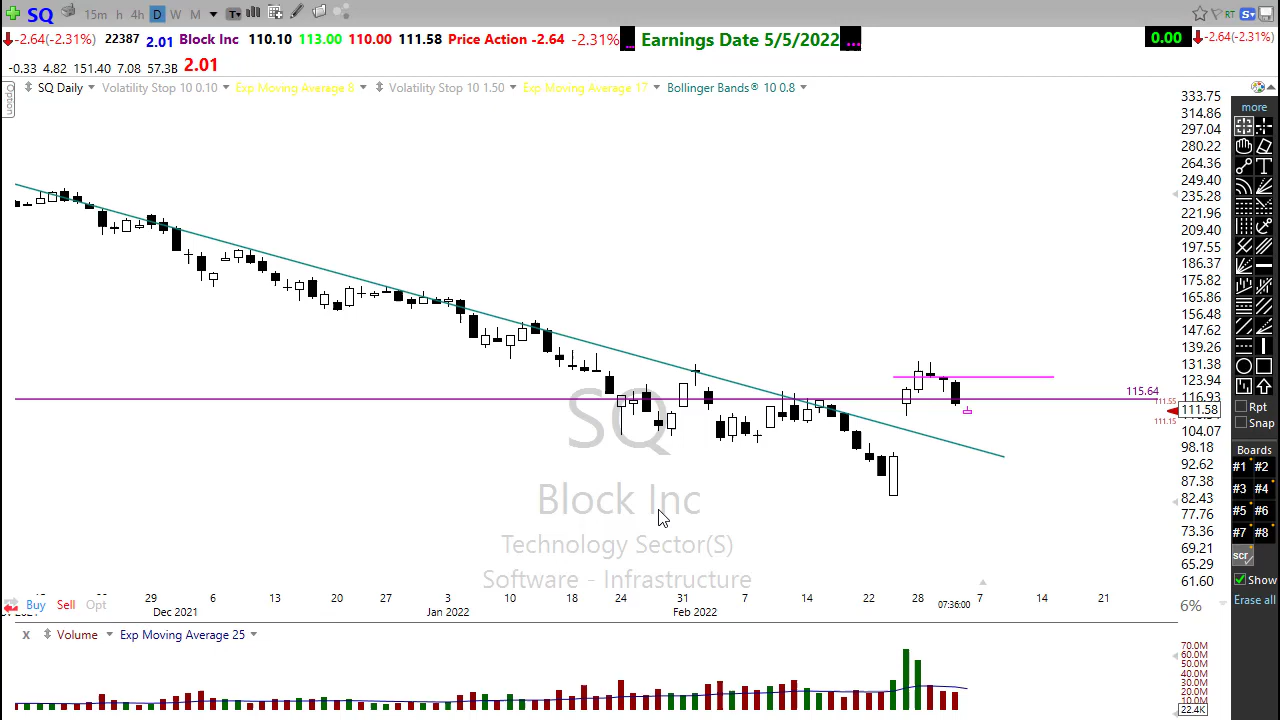 SQ 15m h 4h D W M T RT S
-2.64(-2.31%) 22387 2.01 Block Inc 110.10 113.00 110.00 111.58 Price Action -2.64 -2.31% ... Earnings Date 5/5/2022 ... 0.00 -2.64(-2.31%)
-0.33 4.82 151.40 7.08 57.3B 2.01
Option
SQ Daily Volatility Stop 10 0.10 Exp Moving Average 8 Volatility Stop 10 1.50 Exp Moving Average 17 Bollinger Bands® 10 0.8
333.75
314.86
297.04
280.22
264.36
249.40
235.28
221.96
209.40
197.55
186.37
175.82
165.86
156.48
147.62
139.26
131.38
123.94
115.64
116.93
111.55
111.58
111.15
104.07
98.18
92.62
87.38
82.43
77.76
73.36
69.21
65.29
61.60
6%
more
T
Rpt
Snap
Boards
#1 #2
#3 #4
#5 #6
#7 #8
scr
Show
Erase all
SQ
Block Inc
Technology Sector(S)
Software - Infrastructure
29 6 13 20 27 3 10 18 24 31 7 14 22 28 07:36:00 7 14 21
Dec 2021 Jan 2022 Feb 2022
Buy Sell Opt
x Volume Exp Moving Average 25
70.0M
60.0M
50.0M
40.0M
30.0M
20.0M
10.0M
22.4K